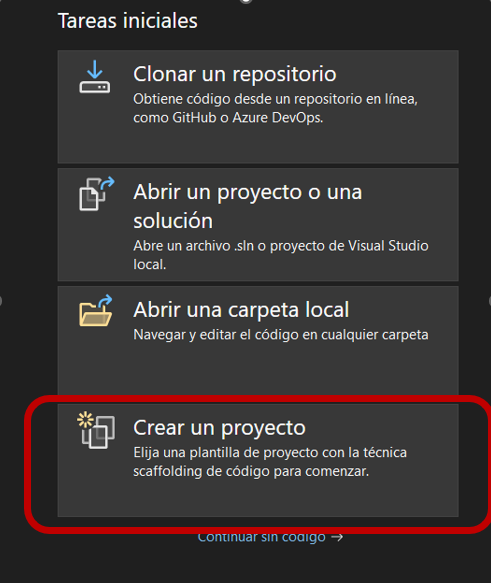 Tareas iniciales
Clonar un repositorio
Obtiene código desde un repositorio en línea,
como GitHub o Azure DevOps.
Abrir un proyecto o una
solución
Abre un archivo .sln o proyecto de Visual Studio
local.
Abrir una carpeta local
Navegar y editar el código en cualquier carpeta
Crear un proyecto
Elija una plantilla de proyecto con la técnica
scaffolding de código para comenzar.
Continuar sin código →